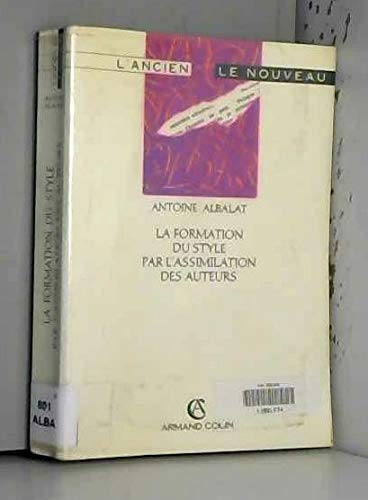 L'ANCIEN
LE NOUVEAU
ANTOINE ALBALAT
LA FORMATION
DU STYLE
PAR L'ASSIMILATION
DES AUTEURS
ARMAND COLIN
LA FORMATION DU STYLE
801
ALBA